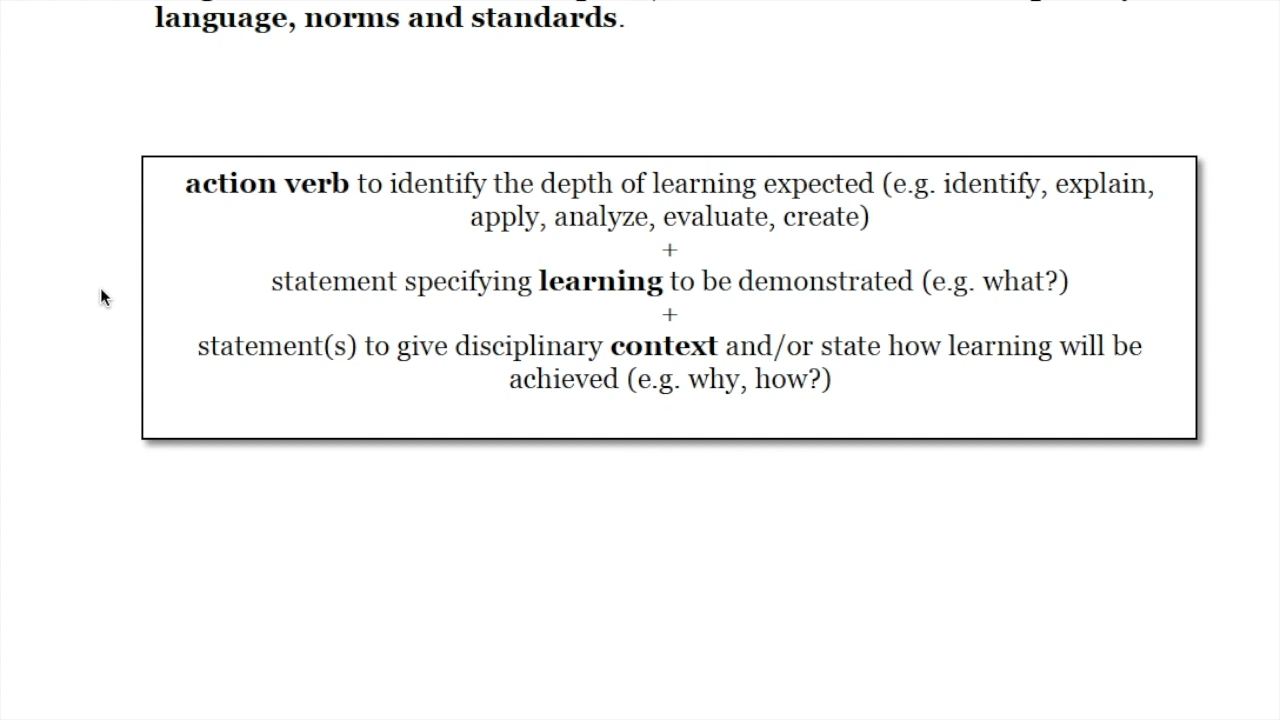 language, norms and standards.
action verb to identify the depth of learning expected (e.g. identify, explain,
apply, analyze, evaluate, create)
+
statement specifying learning to be demonstrated (e.g. what?)
+
statement(s) to give disciplinary context and/or state how learning will be
achieved (e.g. why, how?)